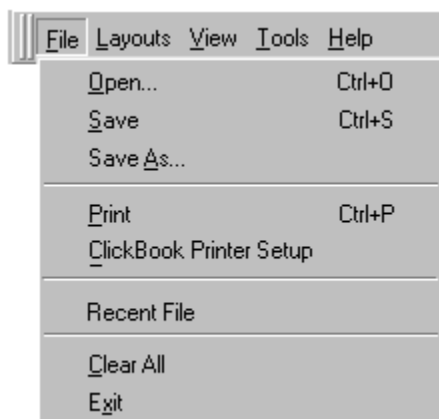 File Layouts View Tools Help
Open... Ctrl+O
Save Ctrl+S
Save As...
Print Ctrl+P
ClickBook Printer Setup
Recent File
Clear All
Exit